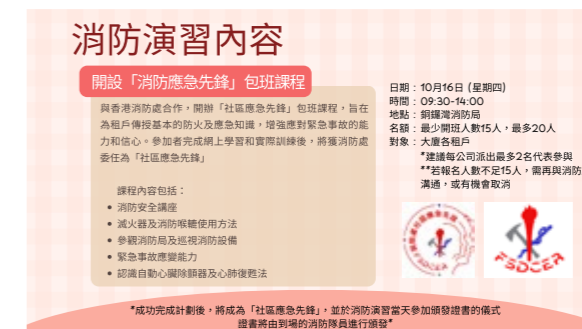 消防演習內容
開設「消防應急先鋒」包班課程
與香港消防處合作，開辦「社區應急先鋒」包班課程，旨在
為租戶傳授基本的防火及應急知識，增強應對緊急事故的能
力和信心。參加者完成網上學習和實際訓練後，將獲消防處
委任為「社區應急先鋒」
課程內容包括：
• 消防安全講座
• 滅火器及消防喉轆使用方法
• 參觀消防局及巡視消防設備
• 緊急事故應變能力
• 認識自動心臟除顫器及心肺復甦法
日期：10月16日 (星期四)
時間：09:30-14:00
地點：銅鑼灣消防局
名額：最少開班人數15人，最多20人
對象：大廈各租戶
*建議每公司派出最多2名代表參與
**若報名人數不足15人，需再與消防
溝通，或有機會取消
FSDCER
*成功完成計劃後，將成為「社區應急先鋒」，並於消防演習當天參加頒發證書的儀式
證書將由到場的消防隊員進行頒發*